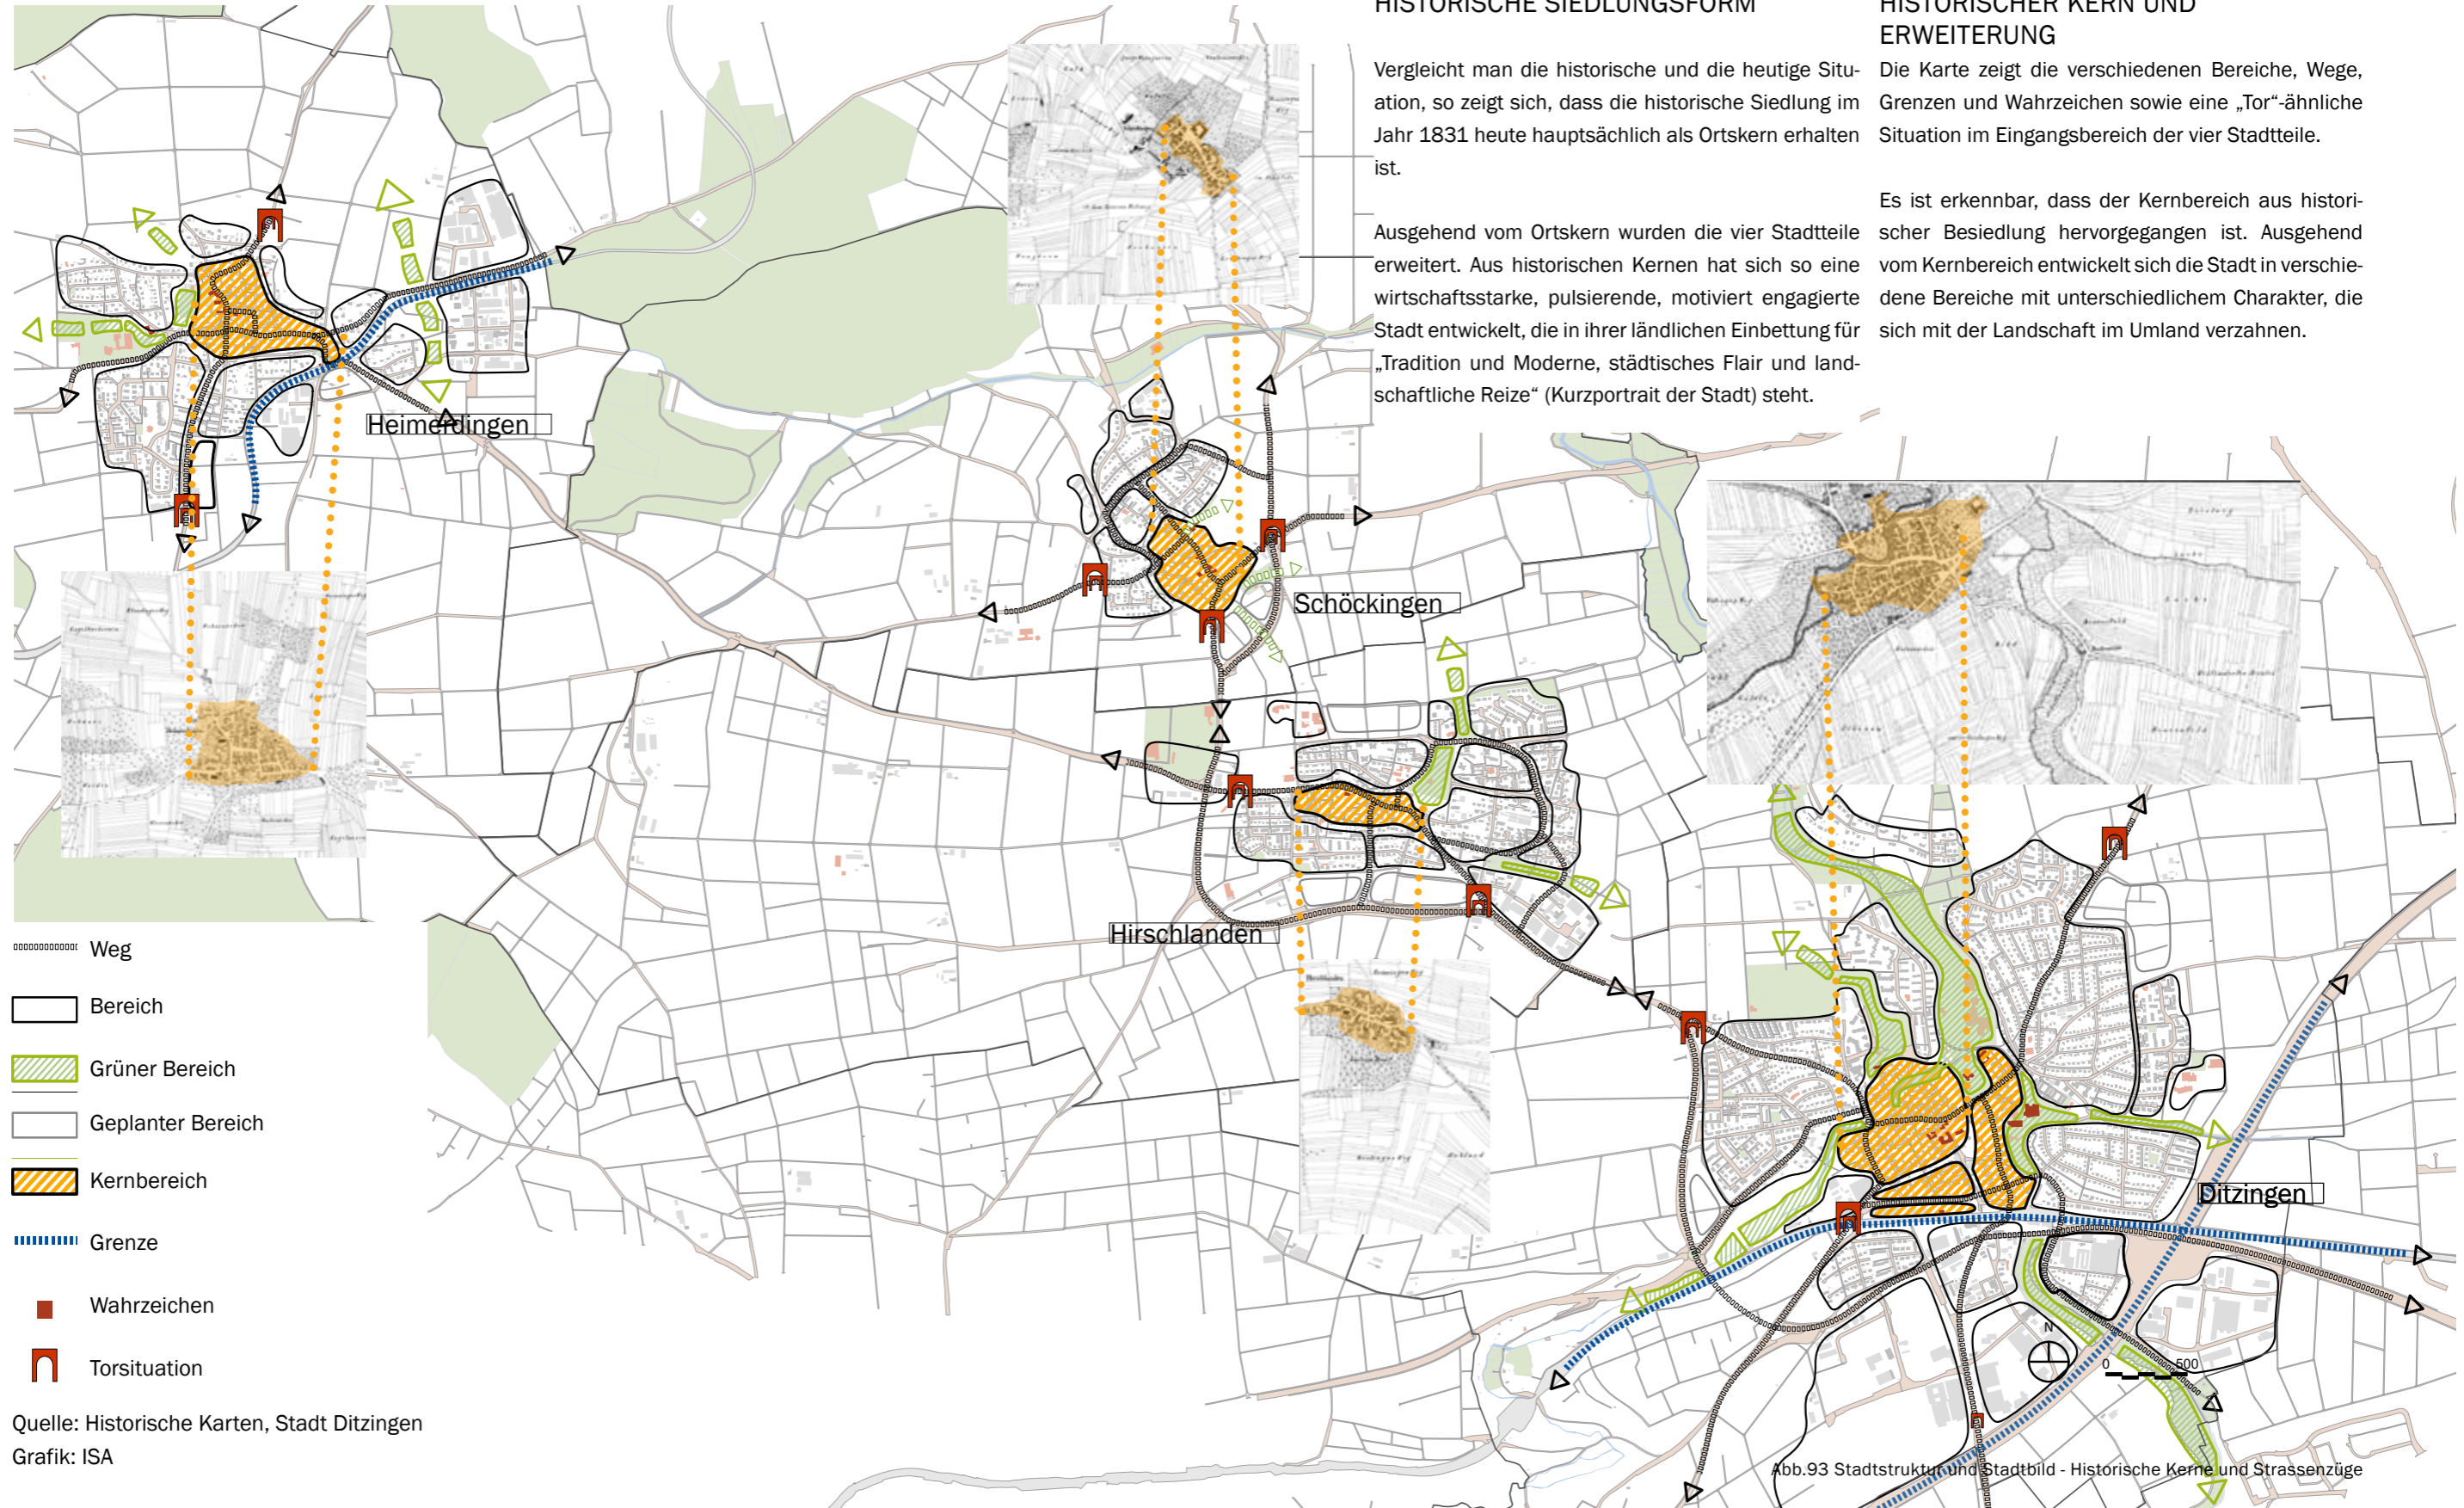 HISTORISCHE SIEDLUNGSFORM
Vergleicht man die historische und die heutige Situ-
ation, so zeigt sich, dass die historische Siedlung im
Jahr 1831 heute hauptsächlich als Ortskern erhalten
ist.
Ausgehend vom Ortskern wurden die vier Stadtteile
erweitert. Aus historischen Kernen hat sich so eine
wirtschaftsstarke, pulsierende, motiviert engagierte
Stadt entwickelt, die in ihrer ländlichen Einbettung für
„Tradition und Moderne, städtisches Flair und land-
schaftliche Reize“ (Kurzportrait der Stadt) steht.
HISTORISCHER KERN UND
ERWEITERUNG
Die Karte zeigt die verschiedenen Bereiche, Wege,
Grenzen und Wahrzeichen sowie eine „Tor“-ähnliche
Situation im Eingangsbereich der vier Stadtteile.
Es ist erkennbar, dass der Kernbereich aus histori-
scher Besiedlung hervorgegangen ist. Ausgehend
vom Kernbereich entwickelt sich die Stadt in verschie-
dene Bereiche mit unterschiedlichem Charakter, die
sich mit der Landschaft im Umland verzahnen.
Heimerdingen
Schöckingen
Hirschlanden
Ditzingen
Weg
Bereich
Grüner Bereich
Geplanter Bereich
Kernbereich
Grenze
Wahrzeichen
Torsituation
Quelle: Historische Karten, Stadt Ditzingen
Grafik: ISA
N
0 500
Abb.93 Stadtstruktur und Stadtbild - Historische Kerne und Strassenzüge